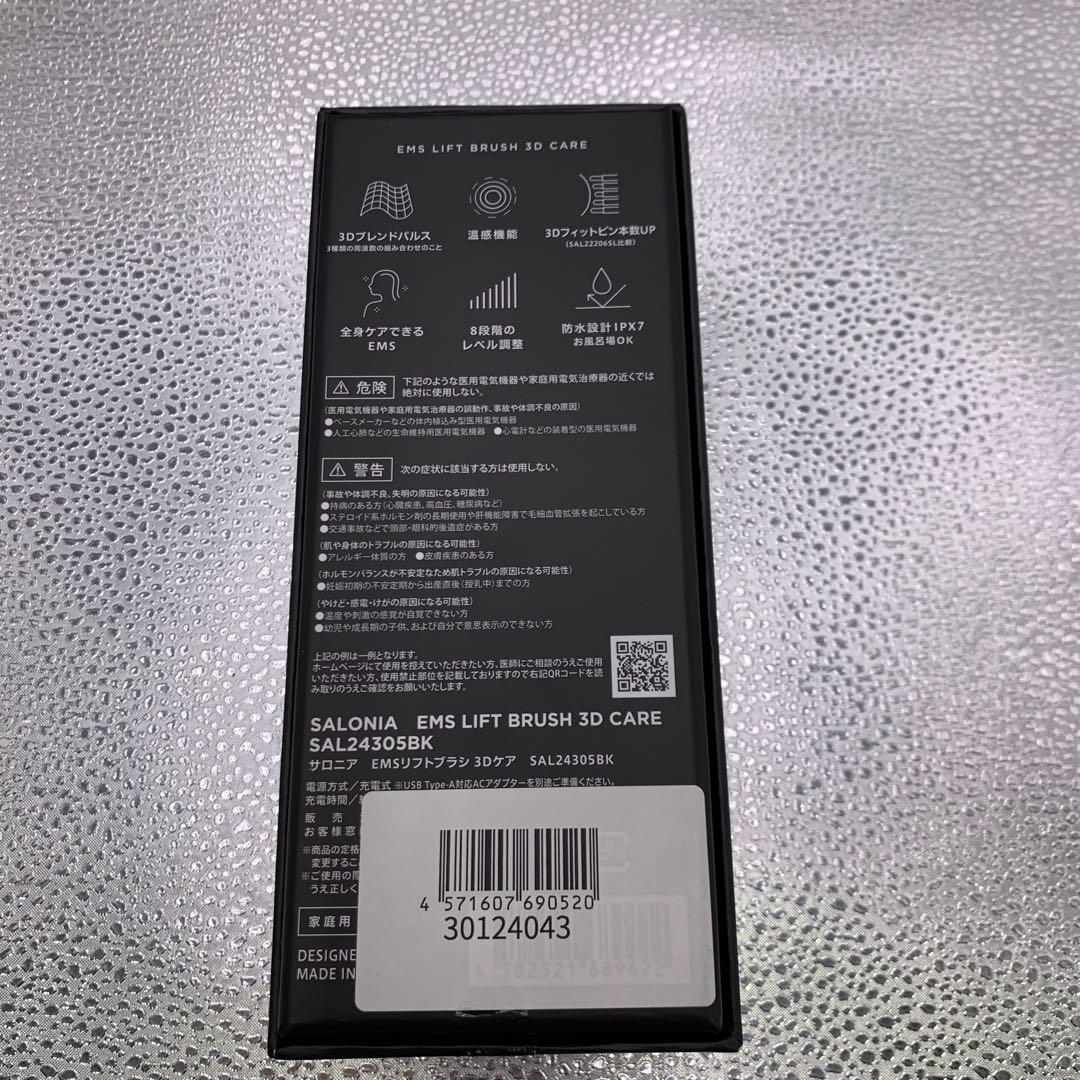 EMS LIFT BRUSH 3D CARE
3Dブレンドパルス
3種類の周波数の組み合わせのこと
温感機能
3Dフィットピン本数UP
(SAL22206SL比較)
全身ケアできる
EMS
8段階の
レベル調整
防水設計IPX7
お風呂場OK
危険
下記のような医用電気機器や家庭用電気治療器の近くでは
絶対に使用しない。
(医用電気機器や家庭用電気治療器の誤動作、事故や体調不良の原因)
●ペースメーカーなどの体内植込み型医用電気機器
●人工心肺などの生命維持用医用電気機器 ●心電計などの装着型の医用電気機器
警告
次の症状に該当する方は使用しない。
(事故や体調不良、失明の原因になる可能性)
●持病のある方(心臓疾患、高血圧、糖尿病など)
●ステロイド系ホルモン剤の長期使用や肝機能障害で毛細血管拡張を起こしている方
●交通事故などで頭部・眼科的後遺症がある方
(肌や身体のトラブルの原因になる可能性)
●アレルギー体質の方 ●皮膚疾患のある方
(ホルモンバランスが不安定なため肌トラブルの原因になる可能性)
●妊娠初期の不安定期から出産直後(授乳中)までの方
(やけど・感電・けがの原因になる可能性)
●温度や刺激の感覚が自覚できない方
●幼児や成長期の子供、および自分で意思表示のできない方
上記の例は一例となります。
ホームページにて使用を控えていただきたい方、医師にご相談のうえご使用
いただきたい方、使用禁止部位を記載しておりますので右記QRコードを読
み取りのうえご確認をお願いいたします。
SALONIA EMS LIFT BRUSH 3D CARE
SAL24305BK
サロニア EMSリフトブラシ 3Dケア SAL24305BK
電源方式/充電式 ※USB Type-A対応ACアダプターを別途ご準備ください。
充電時間/
販 売
お客様窓
※商品の定格
変更するこ
※ご使用の際
うえ正しく
家庭用
DESIGNE
MADE IN
4 571607 690520
30124043
4 582521 689422